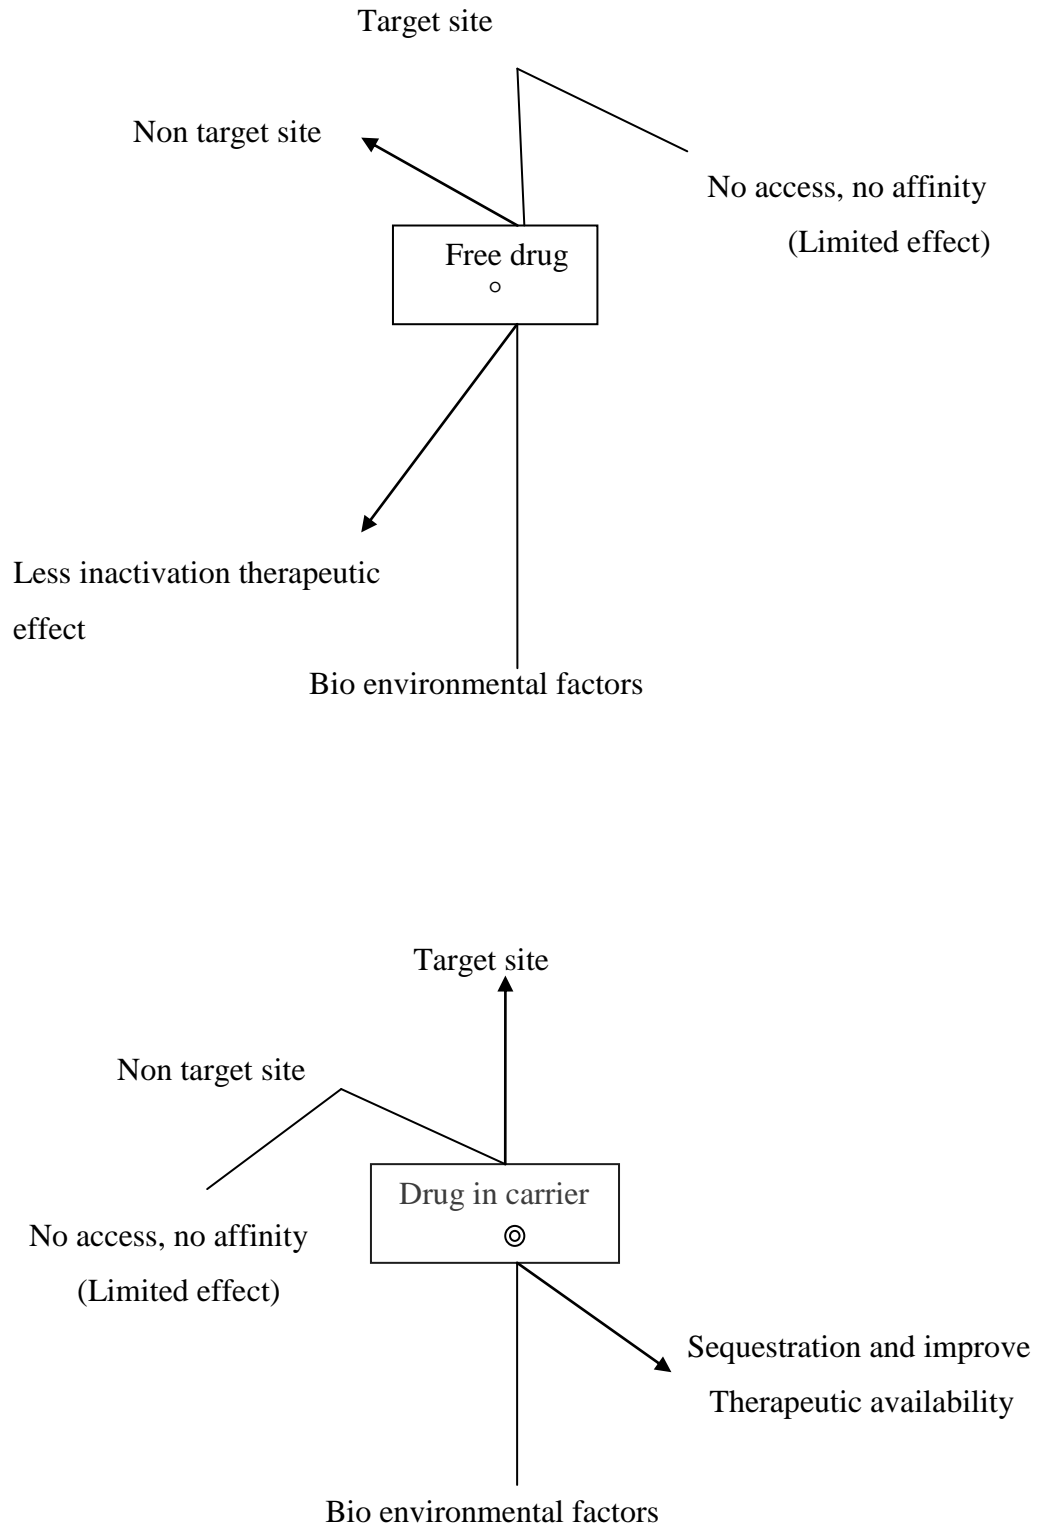 Target site
Non target site
No access, no affinity
(Limited effect)
Free drug
Less inactivation therapeutic
effect
Bio environmental factors
Target site
Non target site
Drug in carrier
No access, no affinity
(Limited effect)
Sequestration and improve
Therapeutic availability
Bio environmental factors